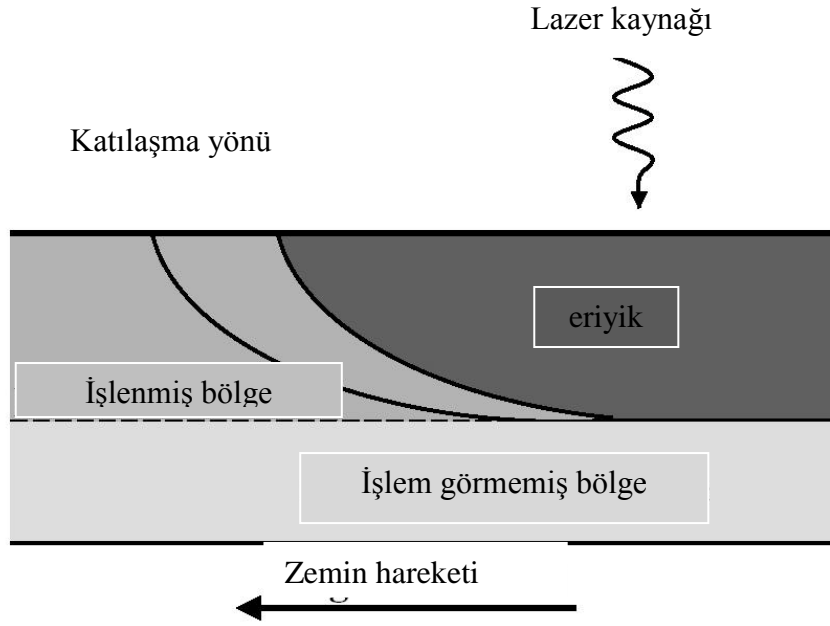 Lazer kaynağı
Katılaşma yönü
eriyik
İşlenmiş bölge
İşlem görmemiş bölge
Zemin hareketi